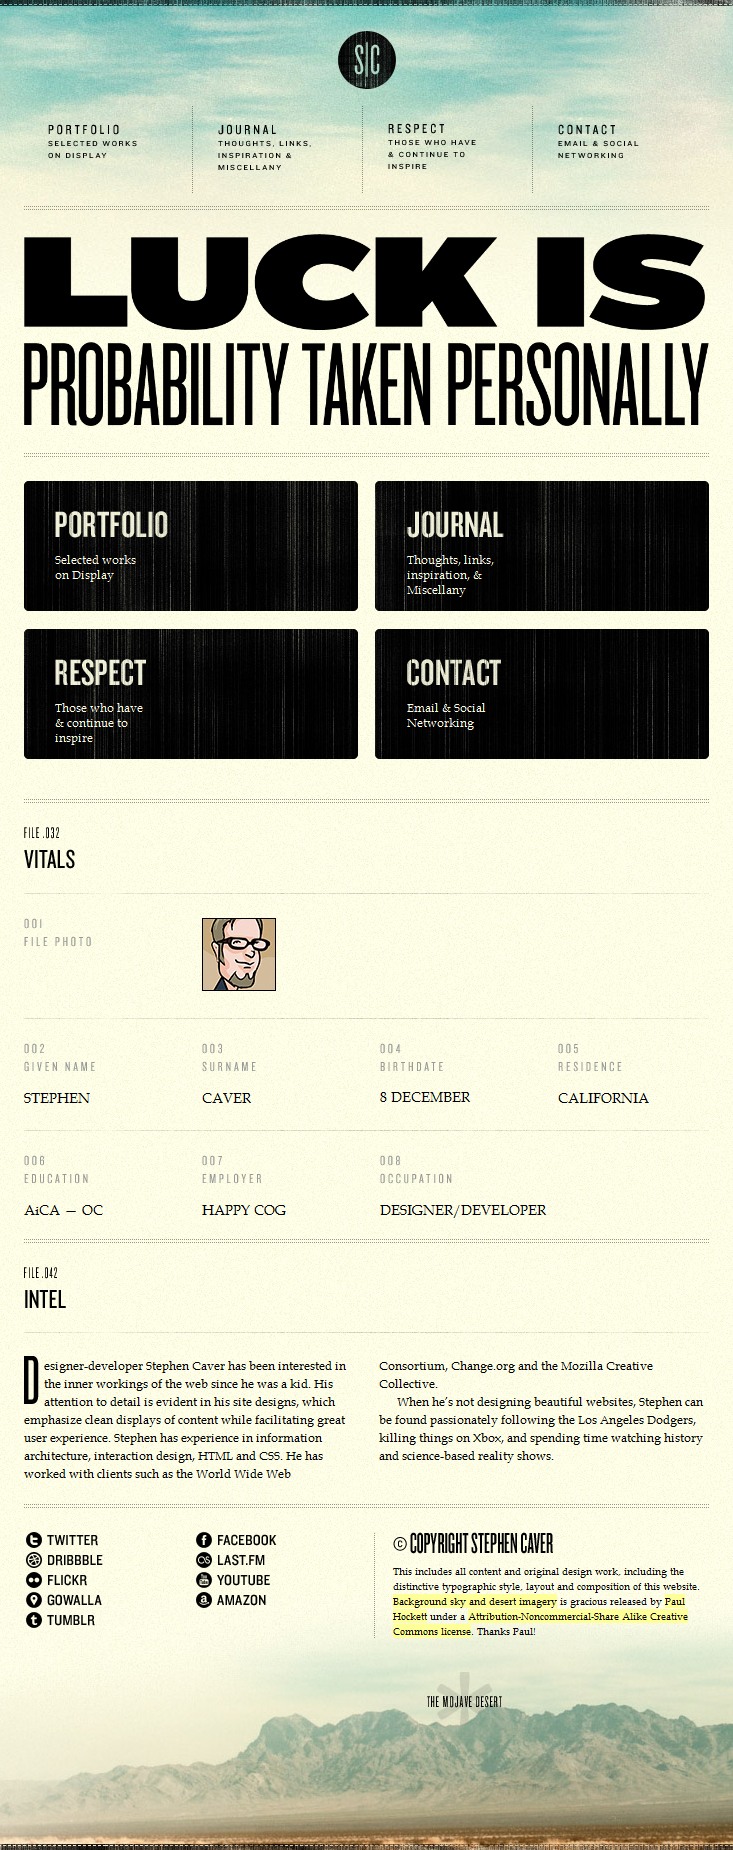 S|C
PORTFOLIO
SELECTED WORKS
ON DISPLAY
JOURNAL
THOUGHTS, LINKS,
INSPIRATION &
MISCELLANY
RESPECT
THOSE WHO HAVE
& CONTINUE TO
INSPIRE
CONTACT
EMAIL & SOCIAL
NETWORKING
LUCK IS
PROBABILITY TAKEN PERSONALLY
PORTFOLIO
Selected works
on Display
JOURNAL
Thoughts, links,
inspiration, &
Miscellany
RESPECT
Those who have
& continue to
inspire
CONTACT
Email & Social
Networking
FILE .032
VITALS
001
FILE PHOTO
002
GIVEN NAME
STEPHEN
003
SURNAME
CAVER
004
BIRTHDATE
8 DECEMBER
005
RESIDENCE
CALIFORNIA
006
EDUCATION
AiCA — OC
007
EMPLOYER
HAPPY COG
008
OCCUPATION
DESIGNER/DEVELOPER
FILE .042
INTEL
Designer-developer Stephen Caver has been interested in
the inner workings of the web since he was a kid. His
attention to detail is evident in his site designs, which
emphasize clean displays of content while facilitating great
user experience. Stephen has experience in information
architecture, interaction design, HTML and CSS. He has
worked with clients such as the World Wide Web
Consortium, Change.org and the Mozilla Creative
Collective.
When he's not designing beautiful websites, Stephen can
be found passionately following the Los Angeles Dodgers,
killing things on Xbox, and spending time watching history
and science-based reality shows.
TWITTER
DRIBBBLE
FLICKR
GOWALLA
TUMBLR
FACEBOOK
LAST.FM
YOUTUBE
AMAZON
© COPYRIGHT STEPHEN CAVER
This includes all content and original design work, including the
distinctive typographic style, layout and composition of this website.
Background sky and desert imagery is gracious released by Paul
Hockett under a Attribution-Noncommercial-Share Alike Creative
Commons license. Thanks Paul!
THE MOJAVE DESERT